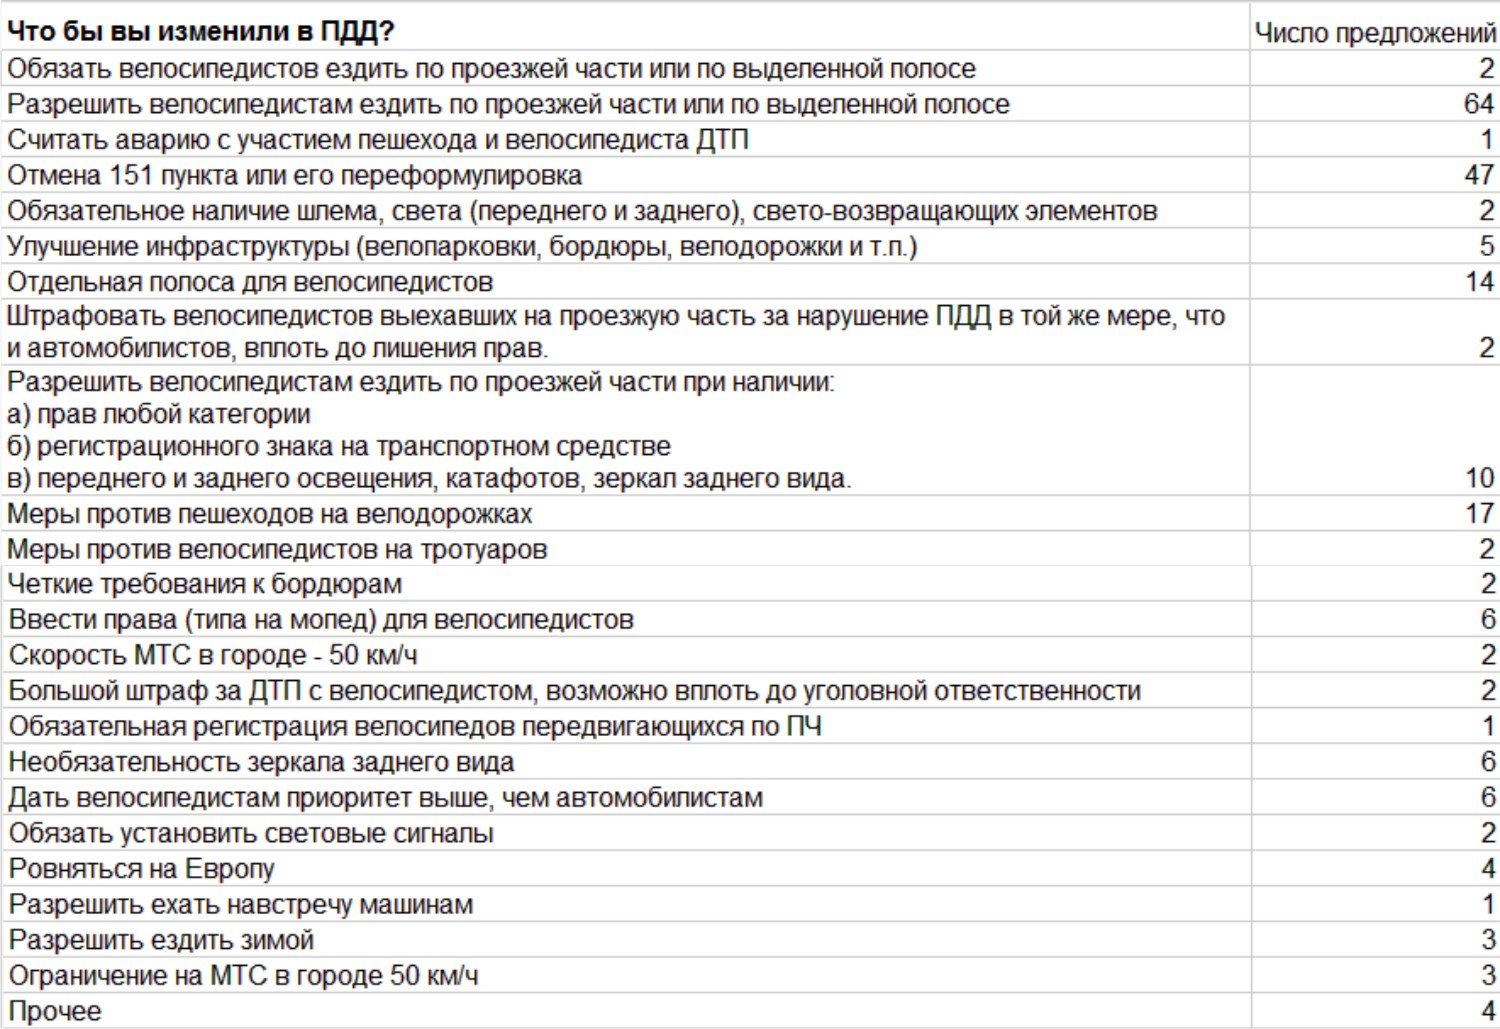 Что бы вы изменили в ПДД? Число предложений
Обязать велосипедистов ездить по проезжей части или по выделенной полосе 2
Разрешить велосипедистам ездить по проезжей части или по выделенной полосе 64
Считать аварию с участием пешехода и велосипедиста ДТП 1
Отмена 151 пункта или его переформулировка 47
Обязательное наличие шлема, света (переднего и заднего), свето-возвращающих элементов 2
Улучшение инфраструктуры (велопарковки, бордюры, велодорожки и т.п.) 5
Отдельная полоса для велосипедистов 14
Штрафовать велосипедистов выехавших на проезжую часть за нарушение ПДД в той же мере, что
и автомобилистов, вплоть до лишения прав. 2
Разрешить велосипедистам ездить по проезжей части при наличии:
а) прав любой категории
б) регистрационного знака на транспортном средстве
в) переднего и заднего освещения, катафотов, зеркал заднего вида. 10
Меры против пешеходов на велодорожках 17
Меры против велосипедистов на тротуаров 2
Четкие требования к бордюрам 2
Ввести права (типа на мопед) для велосипедистов 6
Скорость МТС в городе - 50 км/ч 2
Большой штраф за ДТП с велосипедистом, возможно вплоть до уголовной ответственности 2
Обязательная регистрация велосипедов передвигающихся по ПЧ 1
Необязательность зеркала заднего вида 6
Дать велосипедистам приоритет выше, чем автомобилистам 6
Обязать установить световые сигналы 2
Ровняться на Европу 4
Разрешить ехать навстречу машинам 1
Разрешить ездить зимой 3
Ограничение на МТС в городе 50 км/ч 3
Прочее 4